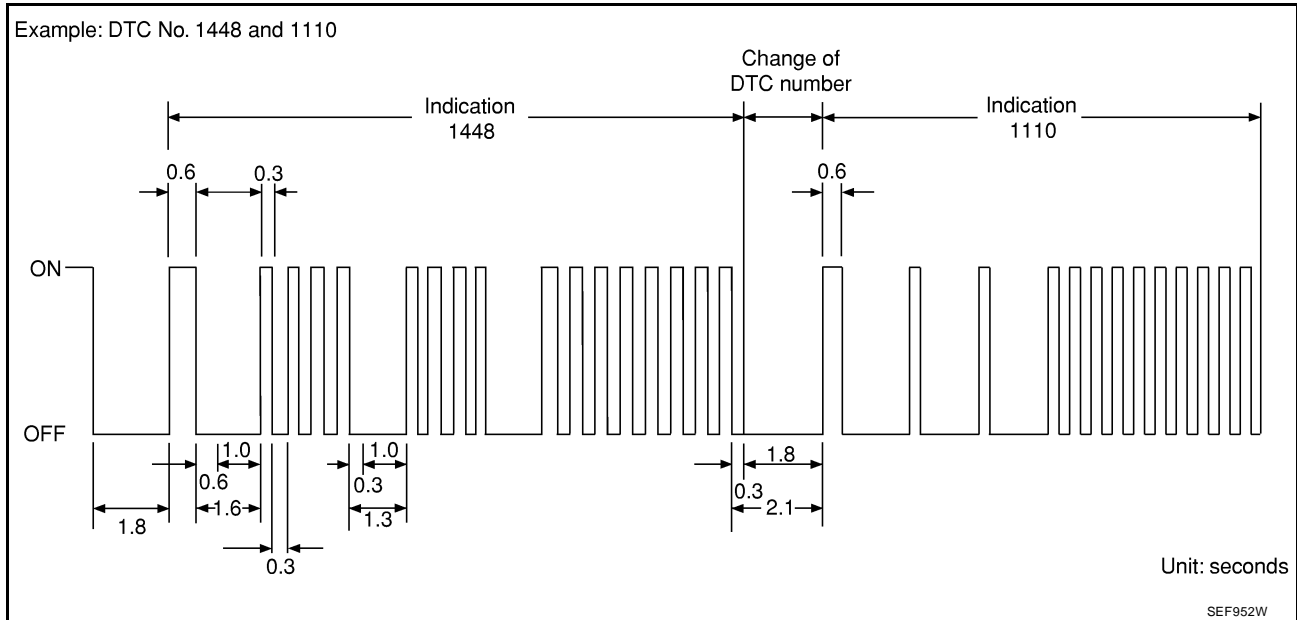 Example: DTC No. 1448 and 1110
Change of
DTC number
Indication
1448
Indication
1110
0.6
0.3
0.6
ON
OFF
1.0
1.0
1.8
0.6
0.3
0.3
1.6
1.3
2.1
1.8
0.3
Unit: seconds
SEF952W